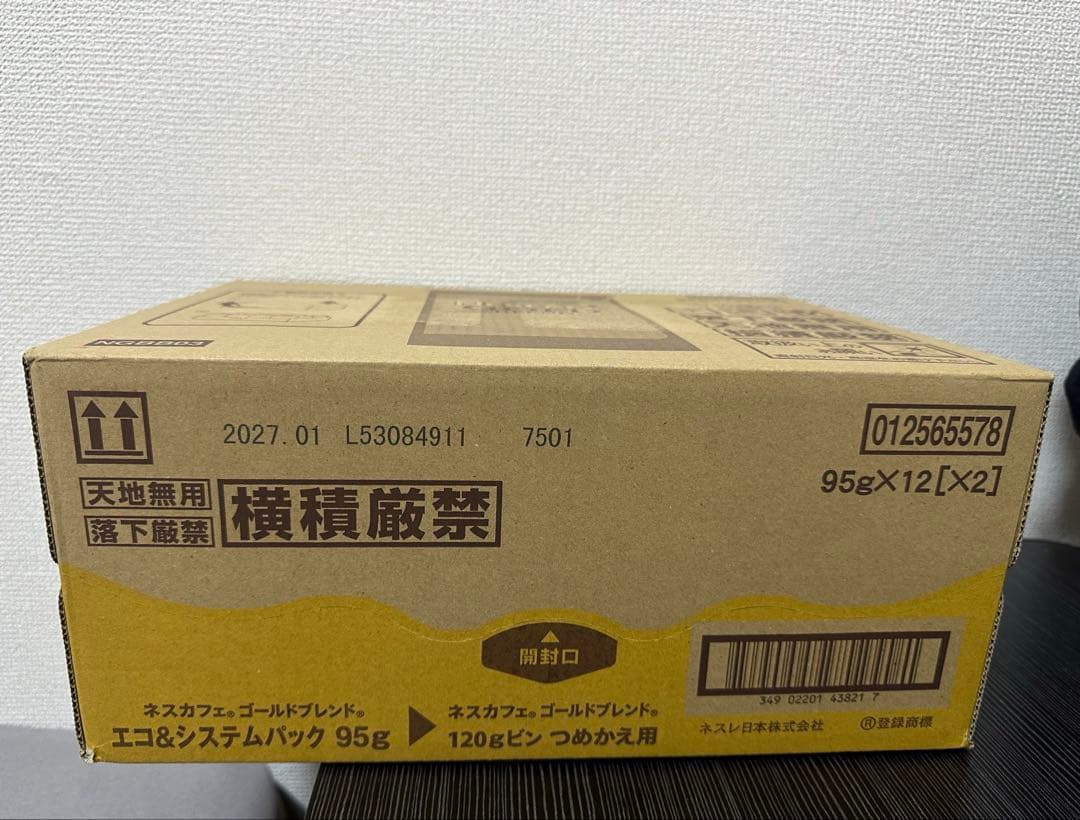 NGBBB03
2027.01 L53084911 7501
012565578
95g×12[×2]
天地無用
落下厳禁
横積厳禁
開封口
349 02201 43821 7
ネスカフェ® ゴールドブレンド®
エコ&システムパック 95g
ネスカフェ® ゴールドブレンド®
120gビン つめかえ用
ネスレ日本株式会社
®登録商標